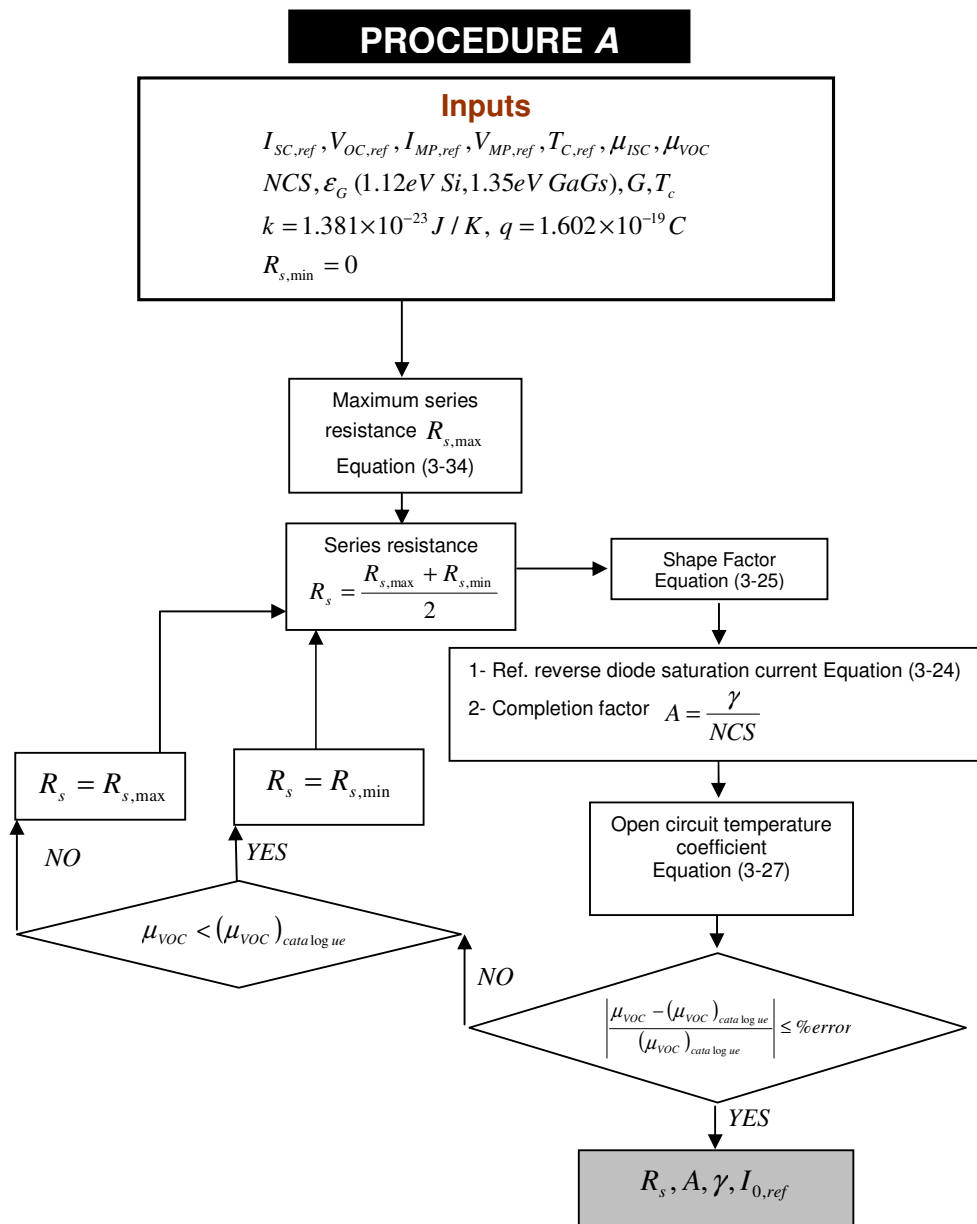 PROCEDURE A
Inputs
I_{SC,ref}, V_{OC,ref}, I_{MP,ref}, V_{MP,ref}, T_{C,ref}, μ_{ISC}, μ_{VOC}
NCS, ε_G (1.12eV Si, 1.35eV GaGs), G, T_c
k = 1.381×10^{-23} J / K, q = 1.602×10^{-19} C
R_{s,min} = 0
Maximum series
resistance R_{s,max}
Equation (3-34)
Series resistance
R_s = \frac{R_{s,max} + R_{s,min}}{2}
Shape Factor
Equation (3-25)
1- Ref. reverse diode saturation current Equation (3-24)
2- Completion factor A = \frac{γ}{NCS}
R_s = R_{s,max}
R_s = R_{s,min}
Open circuit temperature
coefficient
Equation (3-27)
NO
YES
μ_{VOC} < (μ_{VOC})_{catalogue}
NO
\left|\frac{μ_{VOC} − (μ_{VOC})_{catalogue}}{(μ_{VOC})_{catalogue}}\right| ≤ %error
YES
R_s, A, γ, I_{0,ref}